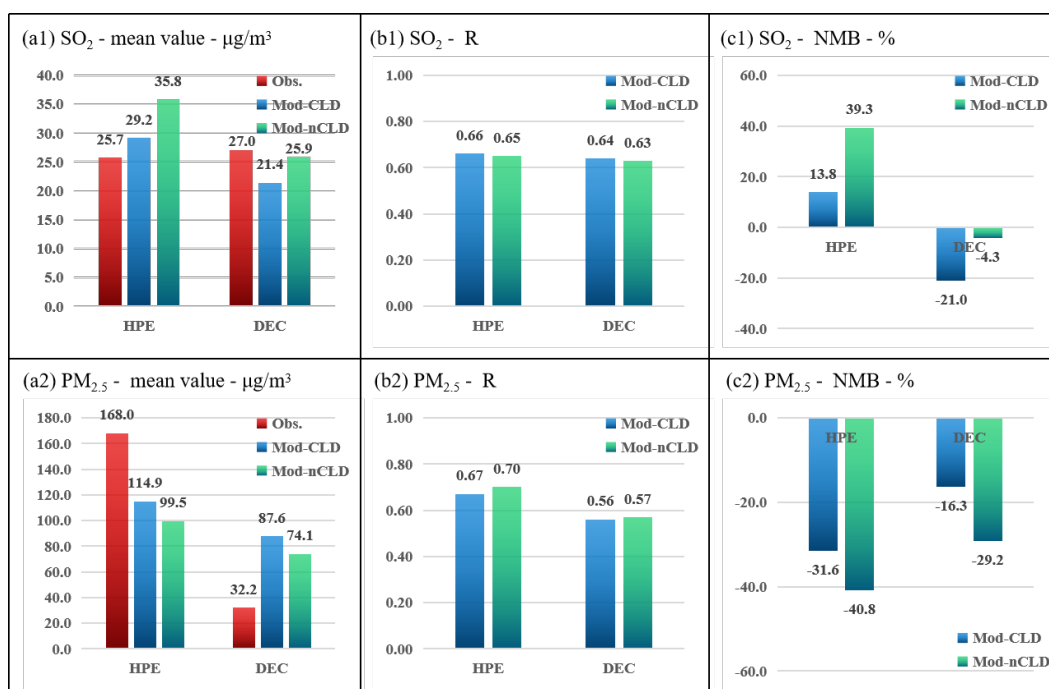 (a1) SO2 - mean value - μg/m³
40.0
35.0
30.0
25.0
20.0
15.0
10.0
5.0
0.0
25.7
29.2
35.8
27.0
21.4
25.9
Obs.
Mod-CLD
Mod-nCLD
HPE
DEC
(b1) SO2 - R
1.00
0.80
0.60
0.40
0.20
0.00
0.66
0.65
0.64
0.63
Mod-CLD
Mod-nCLD
HPE
DEC
(c1) SO2 - NMB - %
60.0
40.0
20.0
0.0
-20.0
-40.0
13.8
39.3
-21.0
-4.3
Mod-CLD
Mod-nCLD
HPE
DEC
(a2) PM2.5 - mean value - μg/m³
180.0
160.0
140.0
120.0
100.0
80.0
60.0
40.0
20.0
0.0
168.0
114.9
99.5
32.2
87.6
74.1
Obs.
Mod-CLD
Mod-nCLD
HPE
DEC
(b2) PM2.5 - R
1.00
0.80
0.60
0.40
0.20
0.00
0.67
0.70
0.56
0.57
Mod-CLD
Mod-nCLD
HPE
DEC
(c2) PM2.5 - NMB - %
0.0
-20.0
-40.0
-60.0
HPE
DEC
-31.6
-40.8
-16.3
-29.2
Mod-CLD
Mod-nCLD